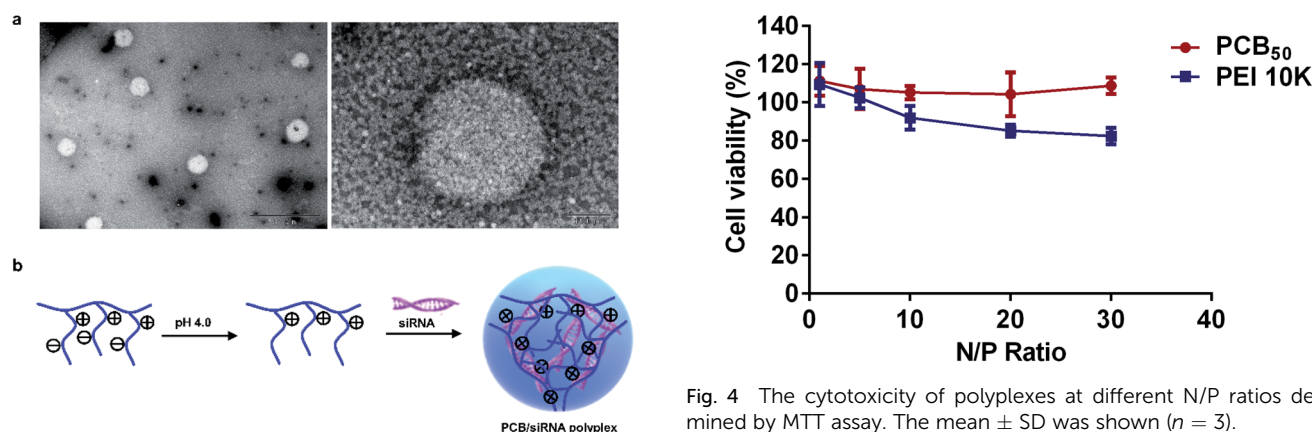 a
b
pH 4.0
siRNA
PCB/siRNA polyplex
140
120
100
80
60
40
20
0
Cell viability (%)
0 10 20 30 40
N/P Ratio
PCB50
PEI 10K
Fig. 4 The cytotoxicity of polyplexes at different N/P ratios de-
mined by MTT assay. The mean ± SD was shown (n = 3).